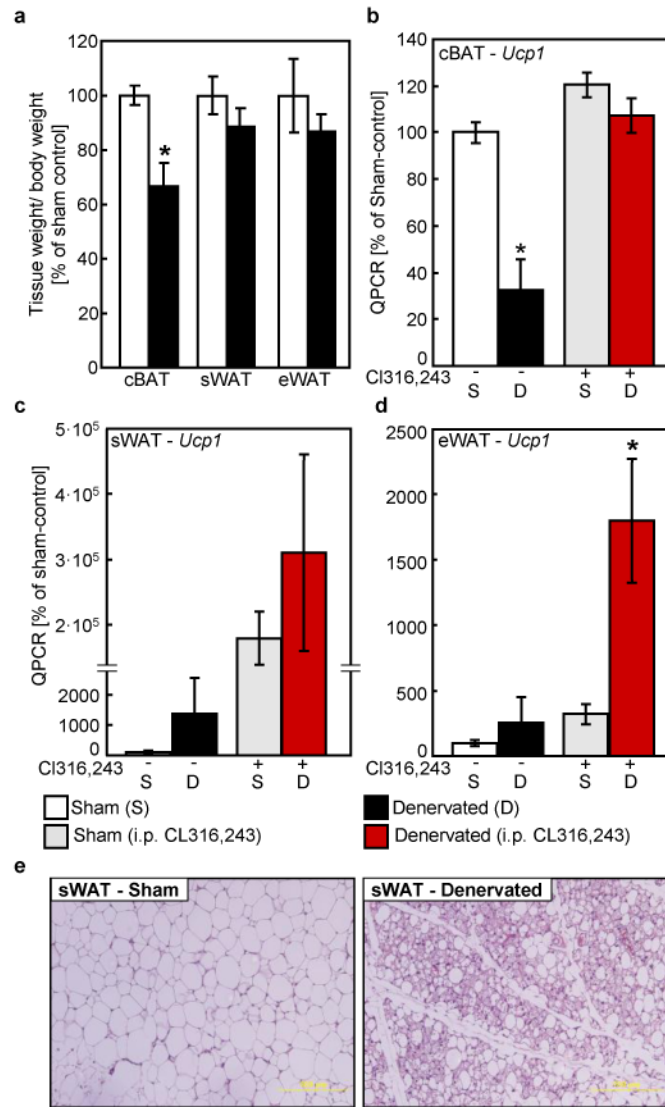 a
Tissue weight/ body weight
[% of sham control]
120
100
80
60
40
20
0
*
cBAT sWAT eWAT
b
cBAT - Ucp1
QPCR [% of Sham-control]
140
120
100
80
60
40
20
0
*
Cl316,243 - - + +
S D S D
c
sWAT - Ucp1
QPCR [% of sham-control]
5·10⁵
4·10⁵
3·10⁵
2·10⁵
2000
1000
0
Cl316,243 - - + +
S D S D
d
eWAT - Ucp1
2500
2000
1500
1000
500
0
*
Cl316,243 - - + +
S D S D
Sham (S)
Denervated (D)
Sham (i.p. CL316,243)
Denervated (i.p. CL316,243)
e
sWAT - Sham
sWAT - Denervated